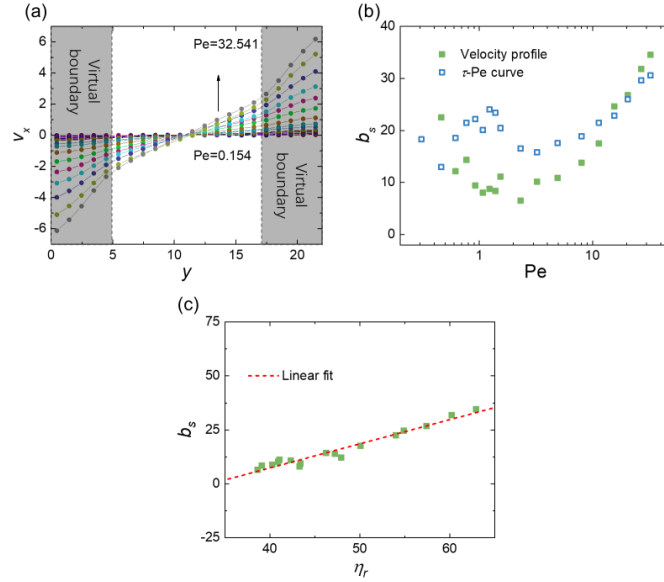 (a)
Pe=32.541
Virtual
boundary
Pe=0.154
Virtual
boundary
6
4
2
0
-2
-4
-6
v_x
0
5
10
15
20
y
(b)
Velocity profile
τ-Pe curve
40
30
20
10
0
b_s
1
10
Pe
(c)
Linear fit
75
50
25
0
-25
b_s
40
50
60
η_r